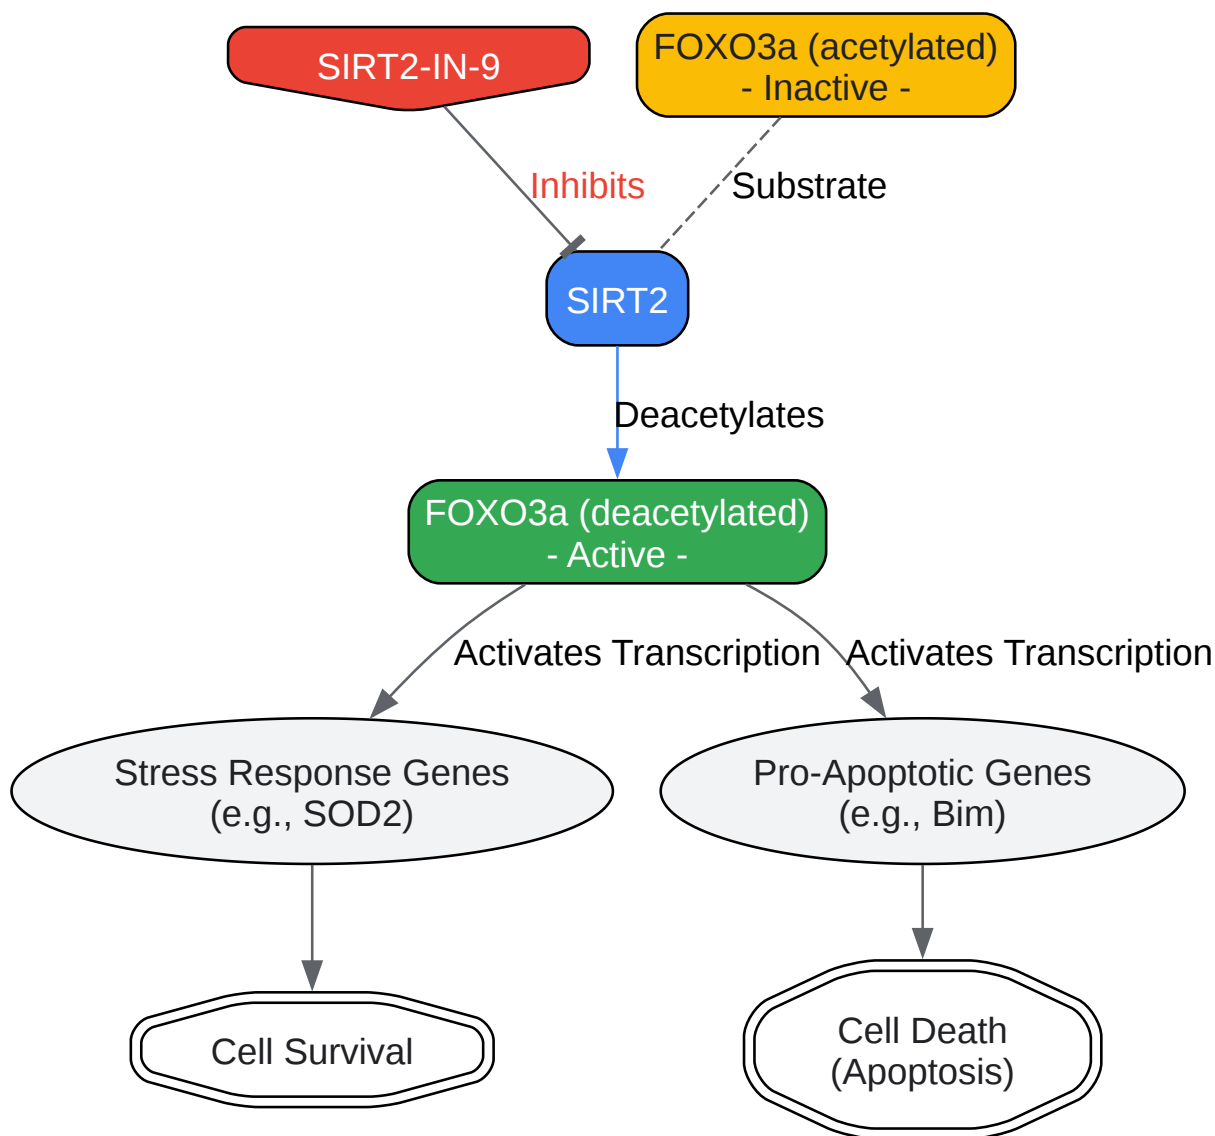 SIRT2-IN-9
FOXO3a (acetylated)
- Inactive -
Inhibits
Substrate
SIRT2
Deacetylates
FOXO3a (deacetylated)
- Active -
Activates Transcription
Activates Transcription
Stress Response Genes
(e.g., SOD2)
Pro-Apoptotic Genes
(e.g., Bim)
Cell Survival
Cell Death
(Apoptosis)